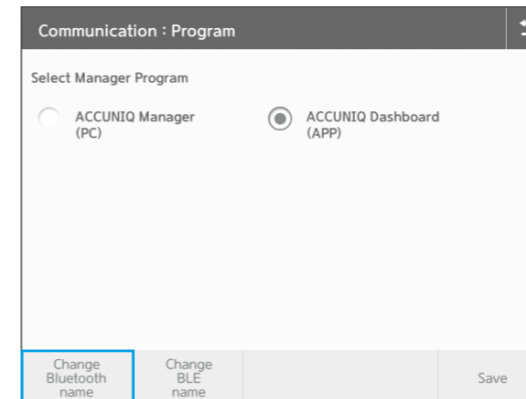 Communication : Program
Select Manager Program
ACCUNIQ Manager
(PC)
ACCUNIQ Dashboard
(APP)
Change
Bluetooth
name
Change
BLE
name
Save